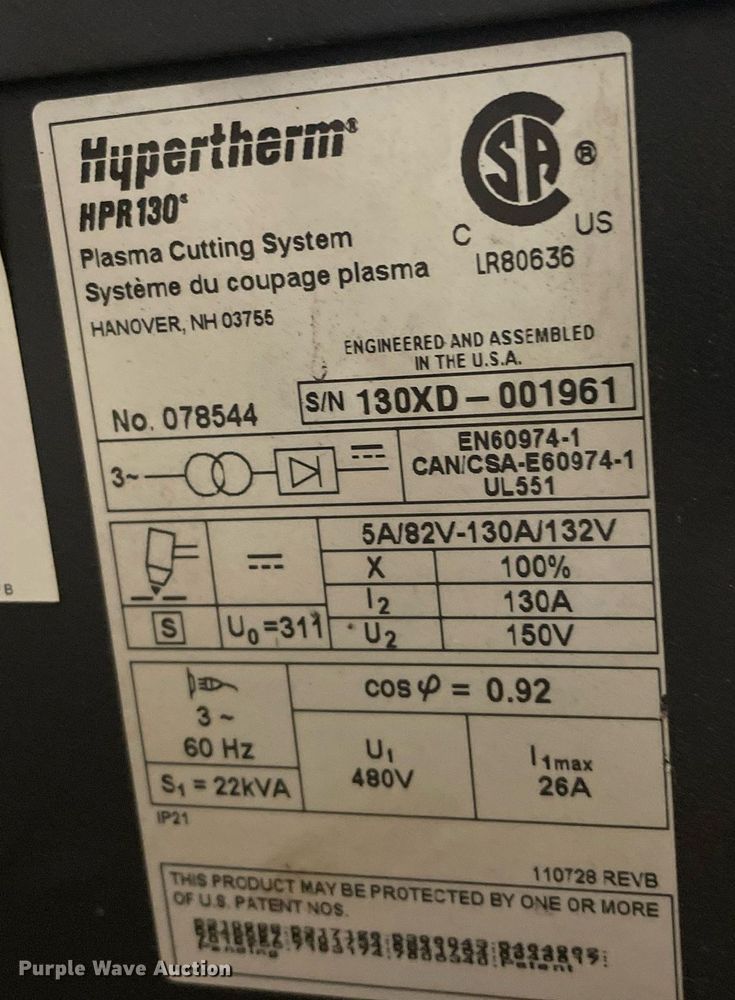 Hypertherm®
HPR130®
Plasma Cutting System
Système du coupage plasma
HANOVER, NH 03755
CSA ®
C US
LR80636
ENGINEERED AND ASSEMBLED
IN THE U.S.A.
No. 078544
S/N 130XD-001961
3~
EN60974-1
CAN/CSA-E60974-1
UL551
5A/82V-130A/132V
X 100%
I2 130A
S U0=311 U2 150V
3~
60 Hz
S1 = 22kVA
cos φ = 0.92
U1
480V
I1max
26A
IP21
110728 REVB
THIS PRODUCT MAY BE PROTECTED BY ONE OR MORE
OF U.S. PATENT NOS.
Pending Patent
B
Purple Wave Auction